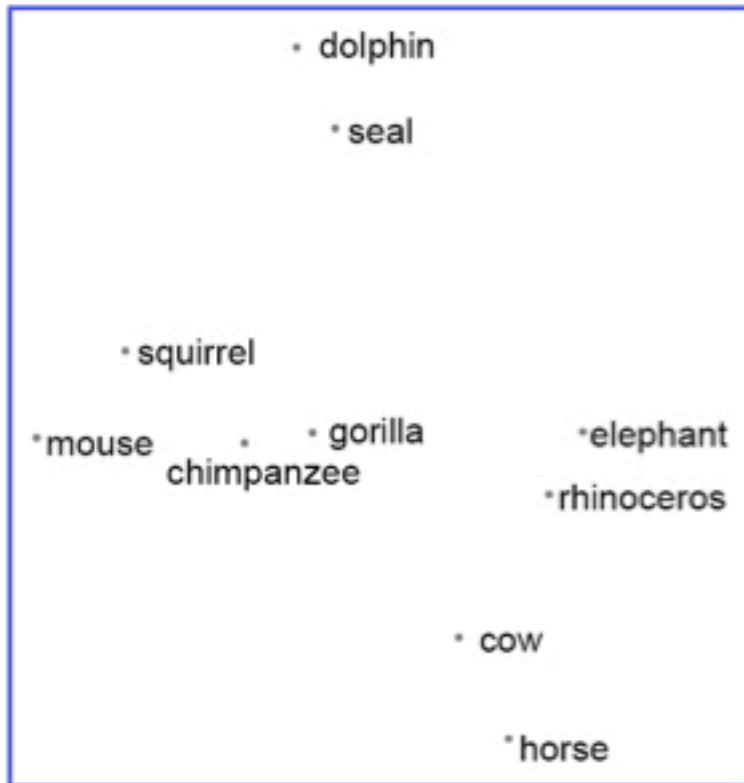 dolphin
seal
squirrel
gorilla
elephant
mouse
chimpanzee
rhinoceros
cow
horse